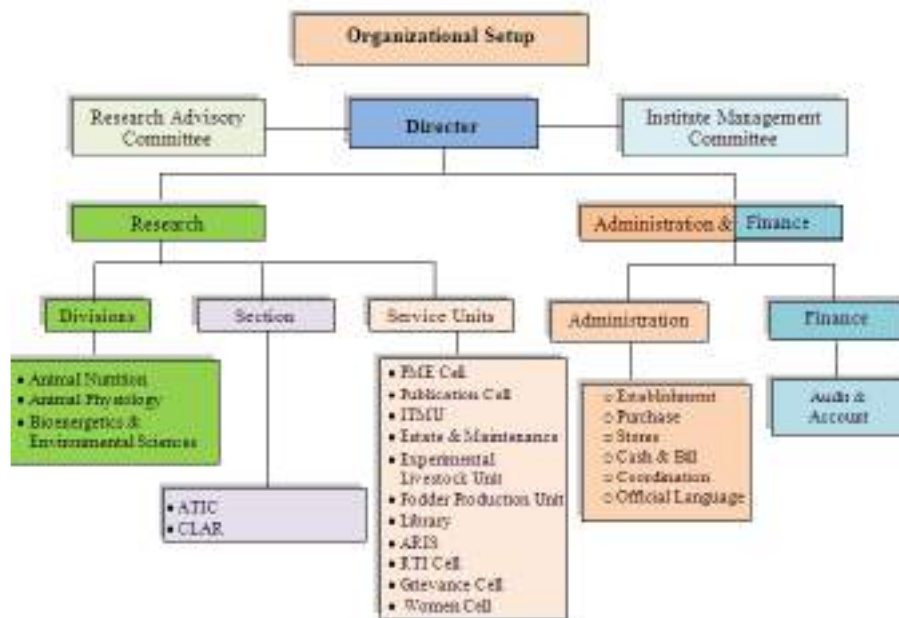 Organizational Setup
Research Advisory
Committee
Director
Institute Management
Committee
Research
Administration & Finance
Divisions
Section
Service Units
Administration
Finance
• Animal Nutrition
• Animal Physiology
• Bioenergetics &
Environmental Sciences
• ATIC
• CLAR
• PME Cell
• Publication Cell
• ITMU
• Estate & Maintenance
• Experimental
Livestock Unit
• Fodder Production Unit
• Library
• ARIS
• RTI Cell
• Grievance Cell
• Women Cell
o Establishment
o Purchase
o Stores
o Cash & Bill
o Coordination
o Official Language
Audit &
Account